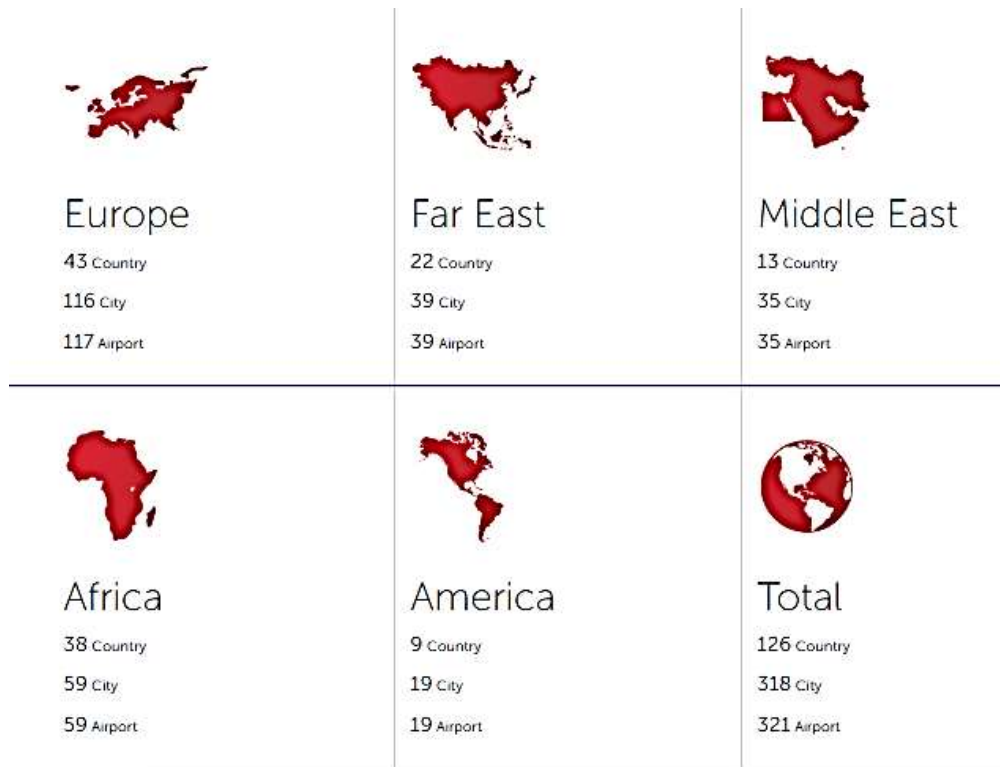 Europe
43 Country
116 City
117 Airport
Far East
22 Country
39 City
39 Airport
Middle East
13 Country
35 City
35 Airport
Africa
38 Country
59 City
59 Airport
America
9 Country
19 City
19 Airport
Total
126 Country
318 City
321 Airport